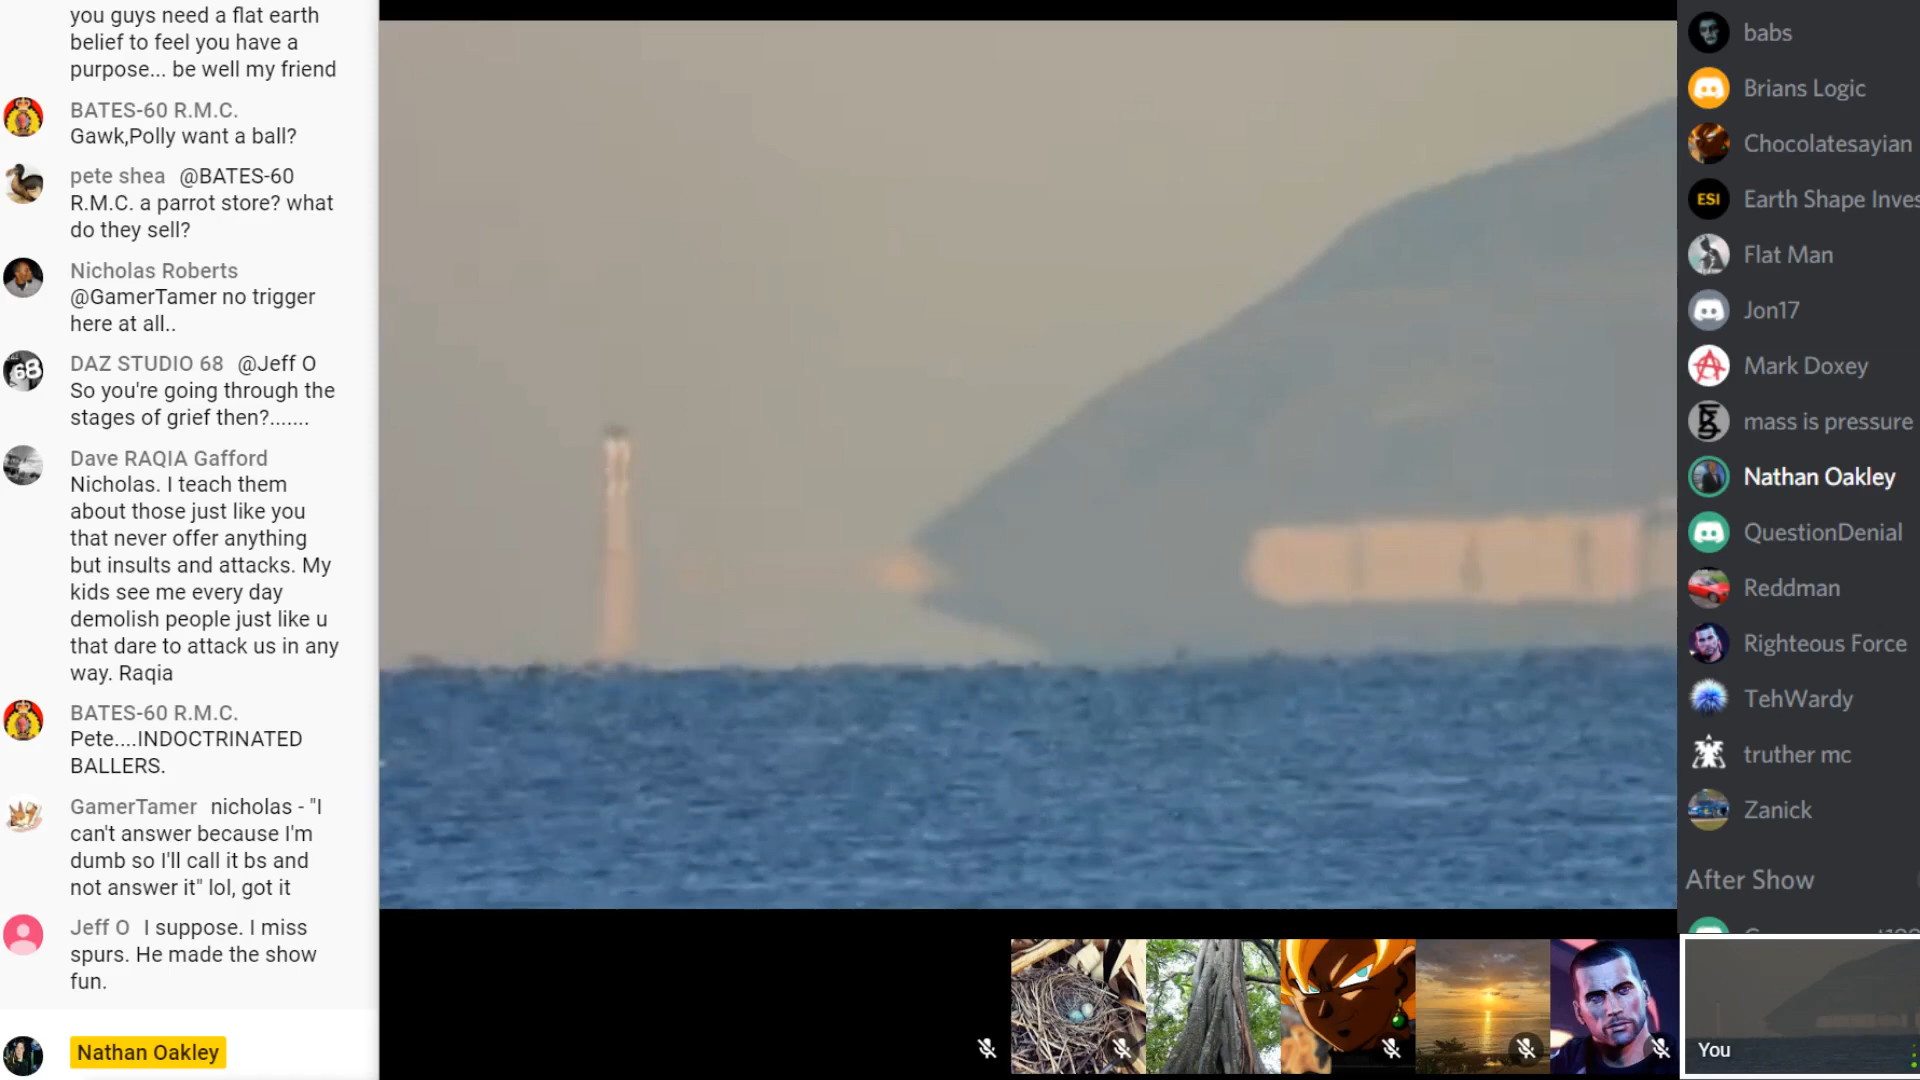 you guys need a flat earth
belief to feel you have a
purpose... be well my friend
BATES-60 R.M.C.
Gawk,Polly want a ball?
pete shea @BATES-60
R.M.C. a parrot store? what
do they sell?
Nicholas Roberts
@GamerTamer no trigger
here at all..
DAZ STUDIO 68 @Jeff O
So you're going through the
stages of grief then?.......
Dave RAQIA Gafford
Nicholas. I teach them
about those just like you
that never offer anything
but insults and attacks. My
kids see me every day
demolish people just like u
that dare to attack us in any
way. Raqia
BATES-60 R.M.C.
Pete....INDOCTRINATED
BALLERS.
GamerTamer nicholas - "I
can't answer because I'm
dumb so I'll call it bs and
not answer it" lol, got it
Jeff O I suppose. I miss
spurs. He made the show
fun.
Nathan Oakley
68
babs
Brians Logic
Chocolatesayian
ESI
Earth Shape Inves
Flat Man
Jon17
Mark Doxey
mass is pressure
Nathan Oakley
QuestionDenial
Reddman
Righteous Force
TehWardy
truther mc
Zanick
After Show
You